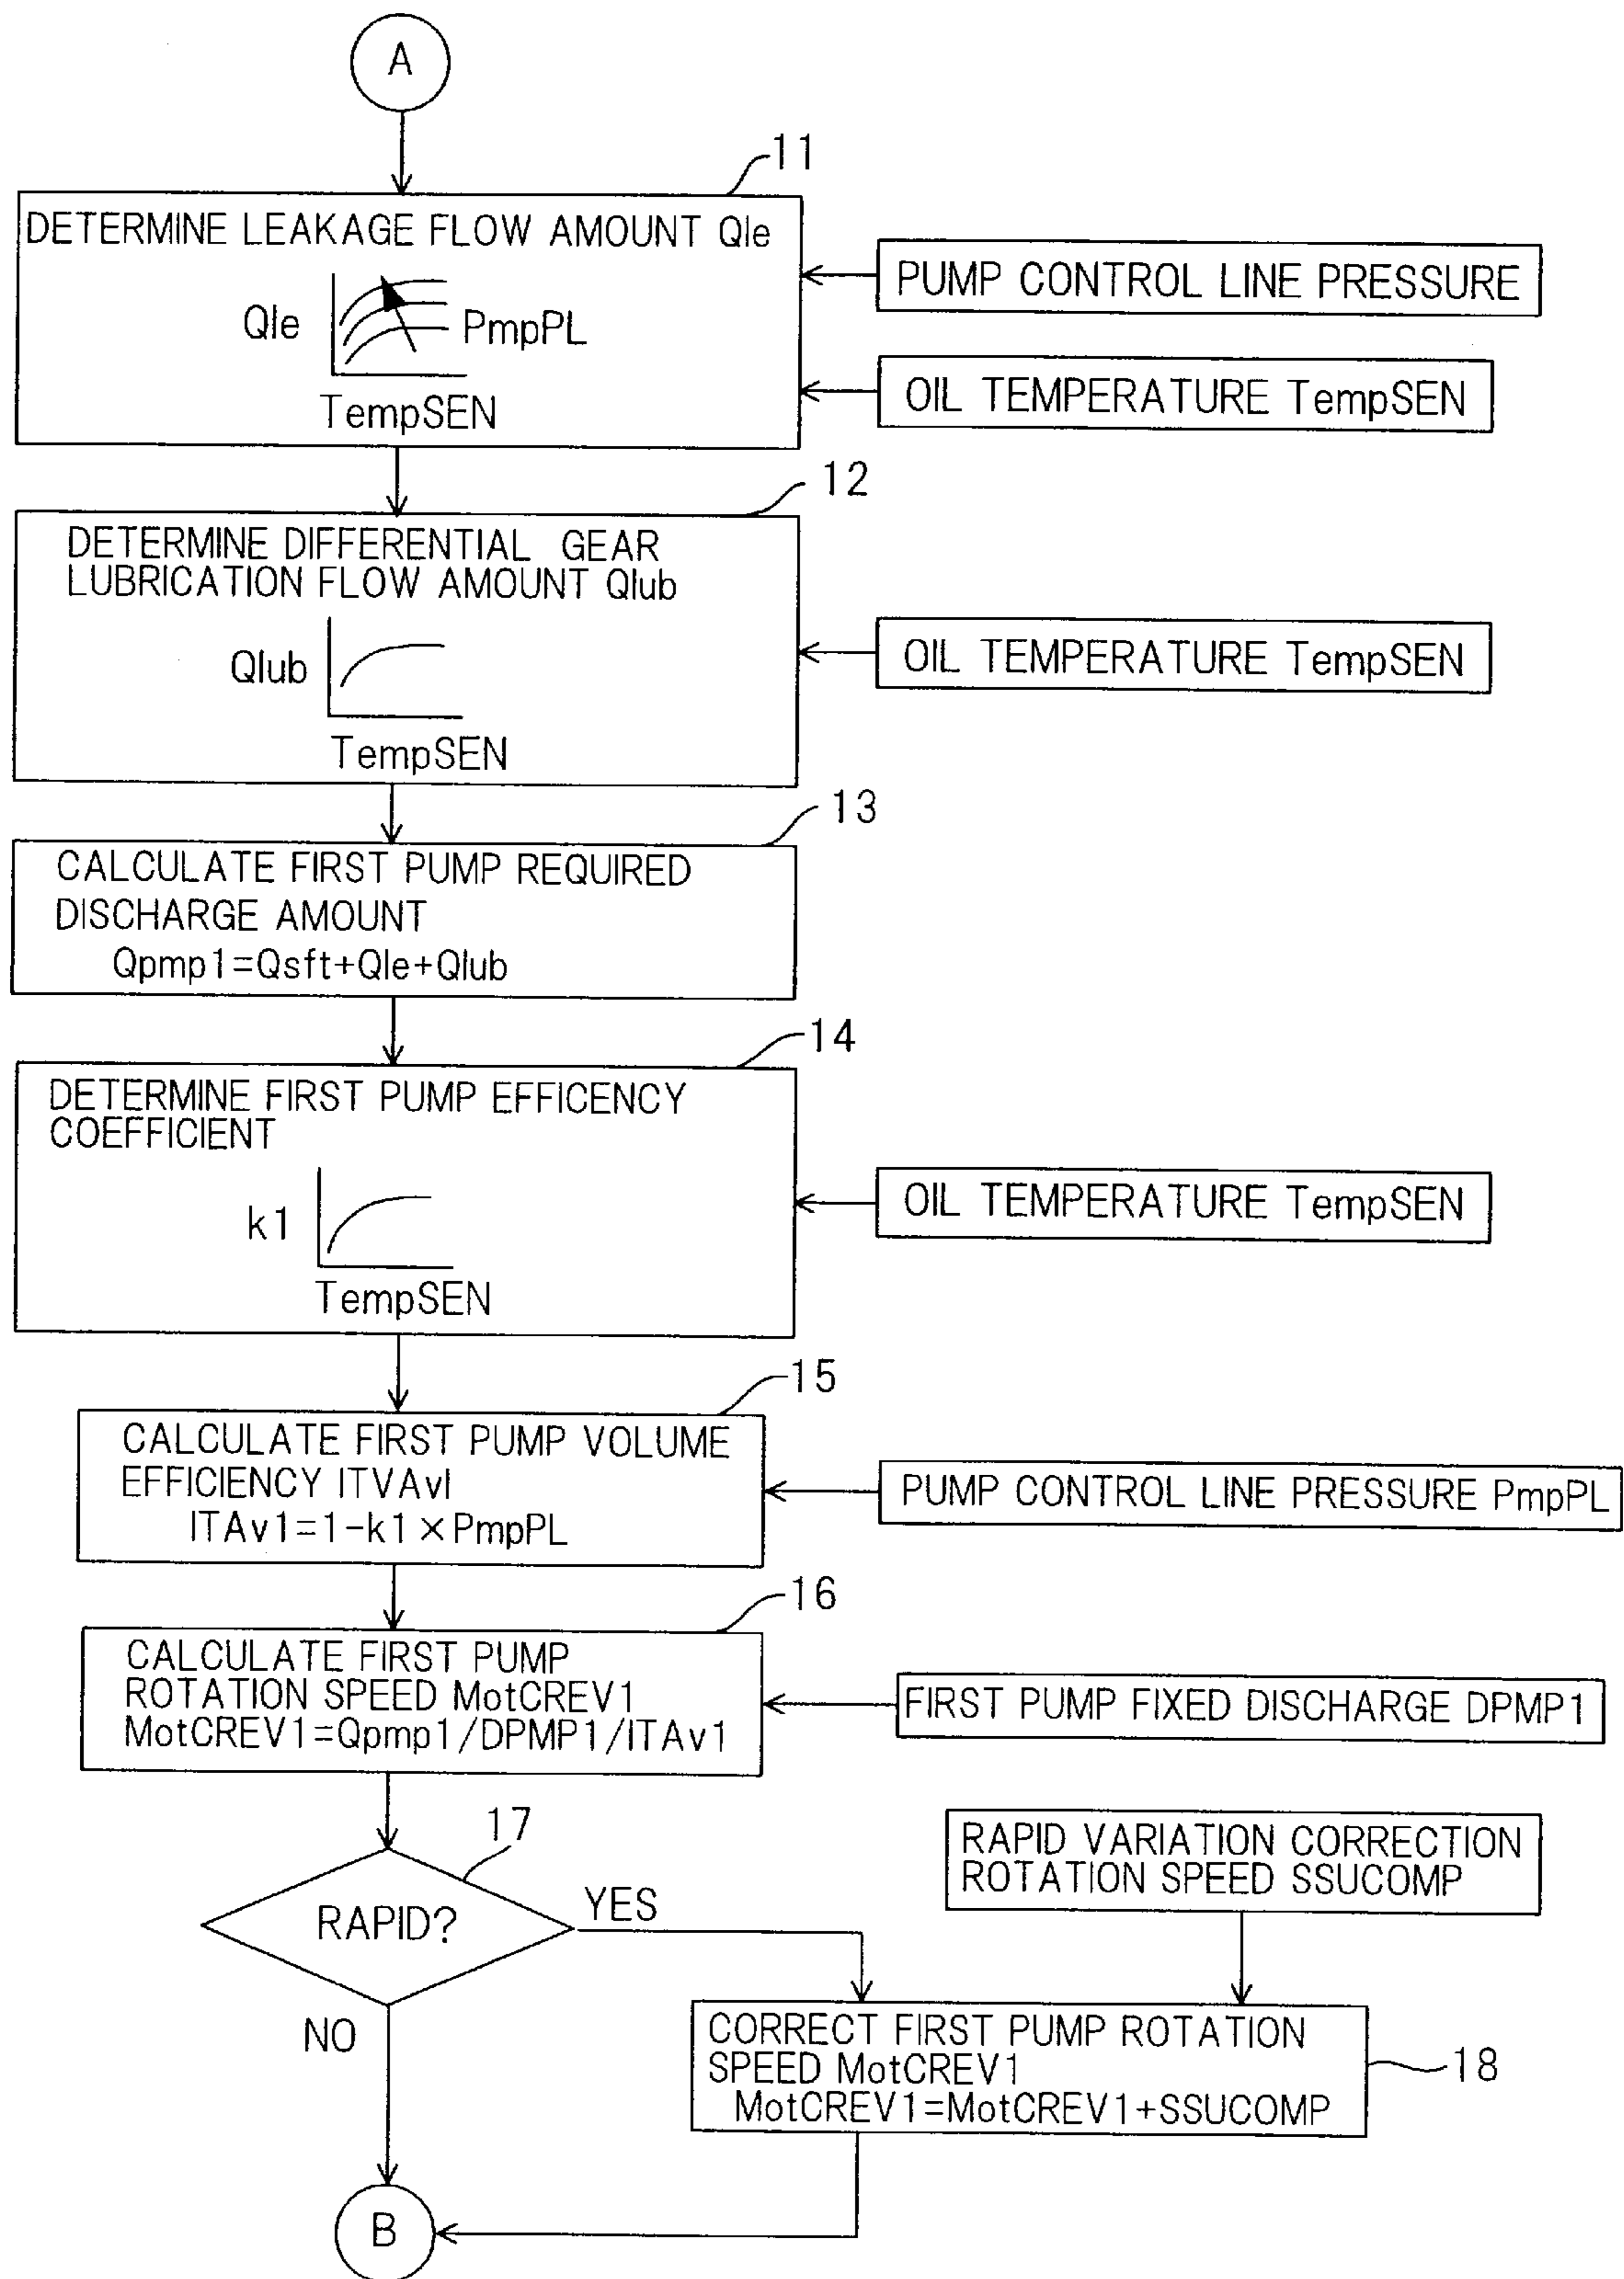 A
11
DETERMINE LEAKAGE FLOW AMOUNT Qle
Qle
PmpPL
TempSEN
PUMP CONTROL LINE PRESSURE
OIL TEMPERATURE TempSEN
12
DETERMINE DIFFERENTIAL GEAR
LUBRICATION FLOW AMOUNT Qlub
Qlub
TempSEN
OIL TEMPERATURE TempSEN
13
CALCULATE FIRST PUMP REQUIRED
DISCHARGE AMOUNT
Qpmp1=Qsft+Qle+Qlub
14
DETERMINE FIRST PUMP EFFICENCY
COEFFICIENT
k1
TempSEN
OIL TEMPERATURE TempSEN
15
CALCULATE FIRST PUMP VOLUME
EFFICIENCY ITVAvl
ITAv1=1-k1×PmpPL
PUMP CONTROL LINE PRESSURE PmpPL
16
CALCULATE FIRST PUMP
ROTATION SPEED MotCREV1
MotCREV1=Qpmp1/DPMP1/ITAv1
FIRST PUMP FIXED DISCHARGE DPMP1
17
RAPID?
YES
NO
RAPID VARIATION CORRECTION
ROTATION SPEED SSUCOMP
CORRECT FIRST PUMP ROTATION
SPEED MotCREV1
MotCREV1=MotCREV1+SSUCOMP
18
B